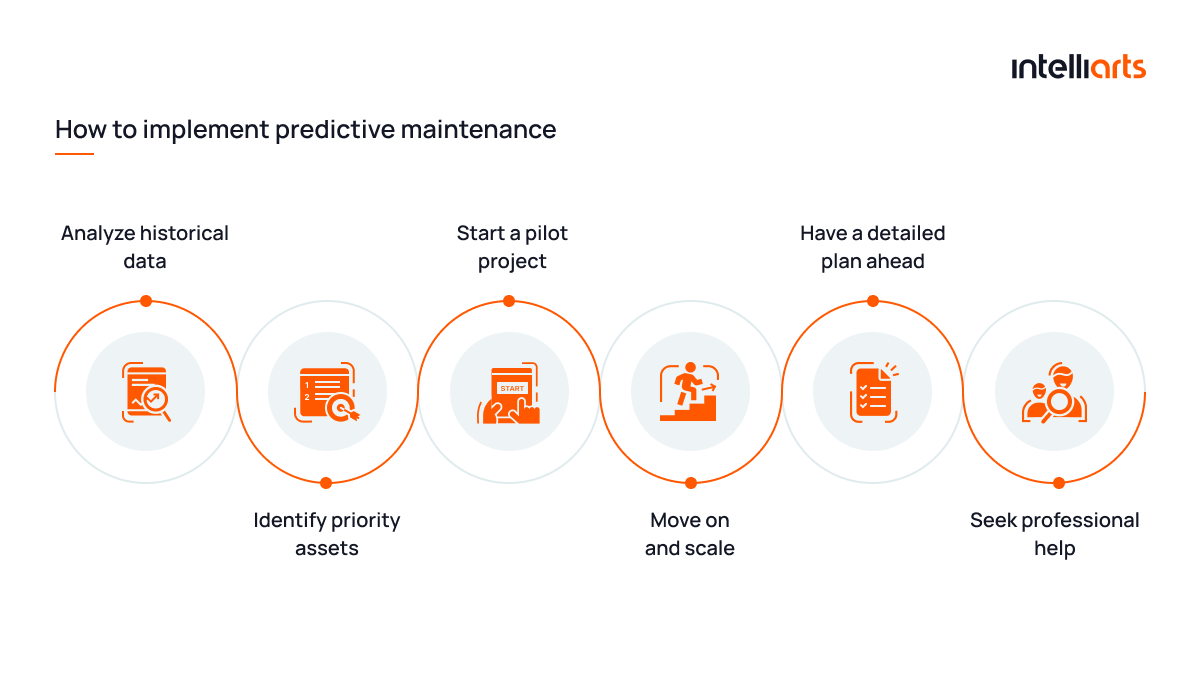 intelliarts
How to implement predictive maintenance
Analyze historical
data
Identify priority
assets
Start a pilot
project
Move on
and scale
Have a detailed
plan ahead
Seek professional
help
1
2
START